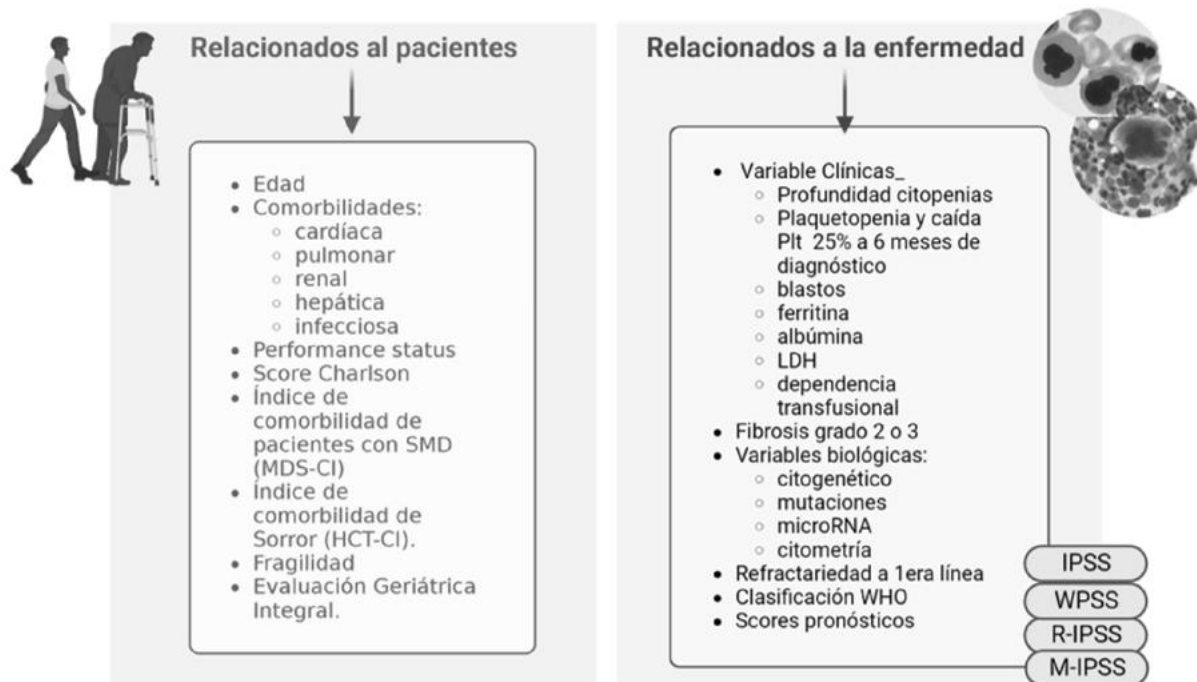 Relacionados al pacientes
Edad
Comorbilidades:
cardíaca
pulmonar
renal
hepática
infecciosa
Performance status
Score Charlson
Índice de
comorbilidad de
pacientes con SMD
(MDS-CI)
Índice de
comorbilidad de
Sorror (HCT-CI).
Fragilidad
Evaluación Geriátrica
Integral.
Relacionados a la enfermedad
Variable Clínicas_
Profundidad citopenias
Plaquetopenia y caída
Plt 25% a 6 meses de
diagnóstico
blastos
ferritina
albúmina
LDH
dependencia
transfusional
Fibrosis grado 2 o 3
Variables biológicas:
citogenético
mutaciones
microRNA
citometría
Refractariedad a 1era línea
Clasificación WHO
Scores pronósticos
IPSS
WPSS
R-IPSS
M-IPSS